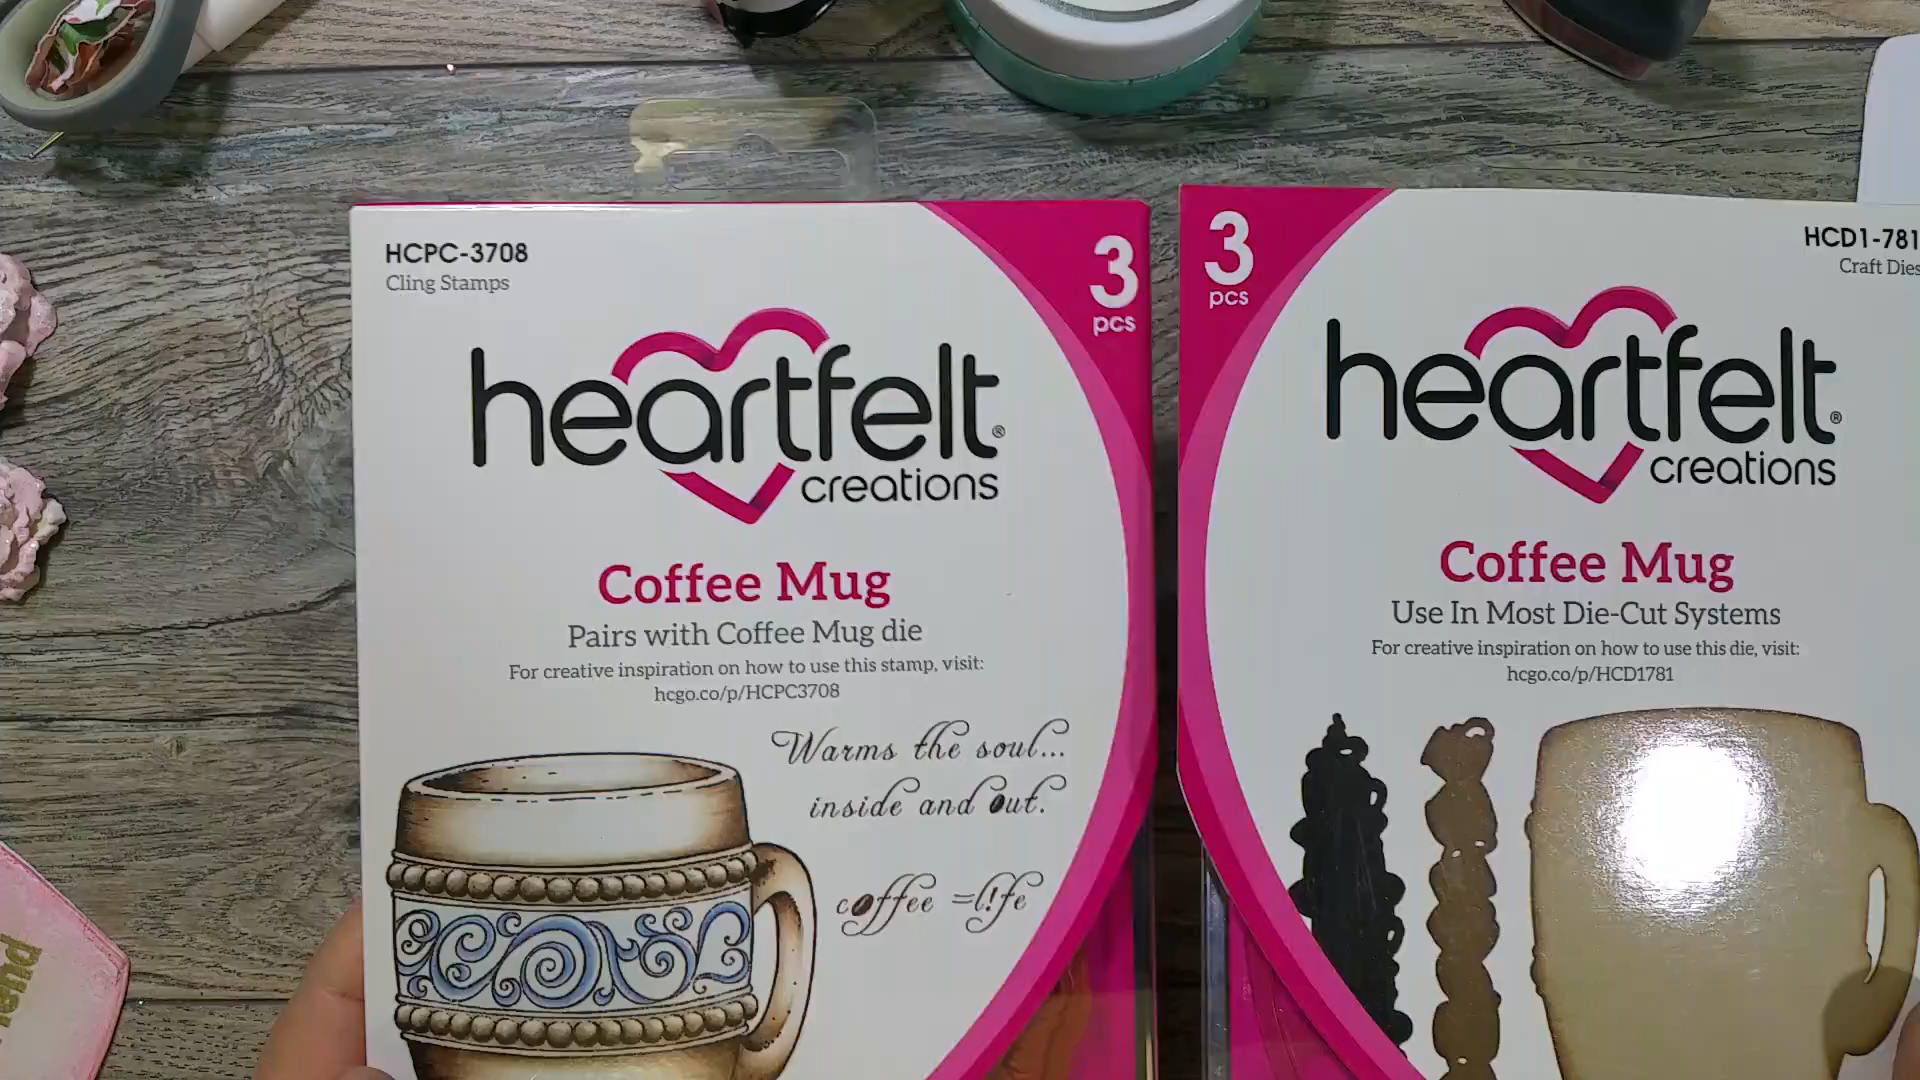 HCPC-3708
Cling Stamps
3
pcs
heartfelt®
creations
Coffee Mug
Pairs with Coffee Mug die
For creative inspiration on how to use this stamp, visit:
hcgo.co/p/HCPC3708
Warms the soul...
inside and out.
coffee =l!fe
3
pcs
HCD1-781
Craft Dies
heartfelt®
creations
Coffee Mug
Use In Most Die-Cut Systems
For creative inspiration on how to use this die, visit:
hcgo.co/p/HCD1781